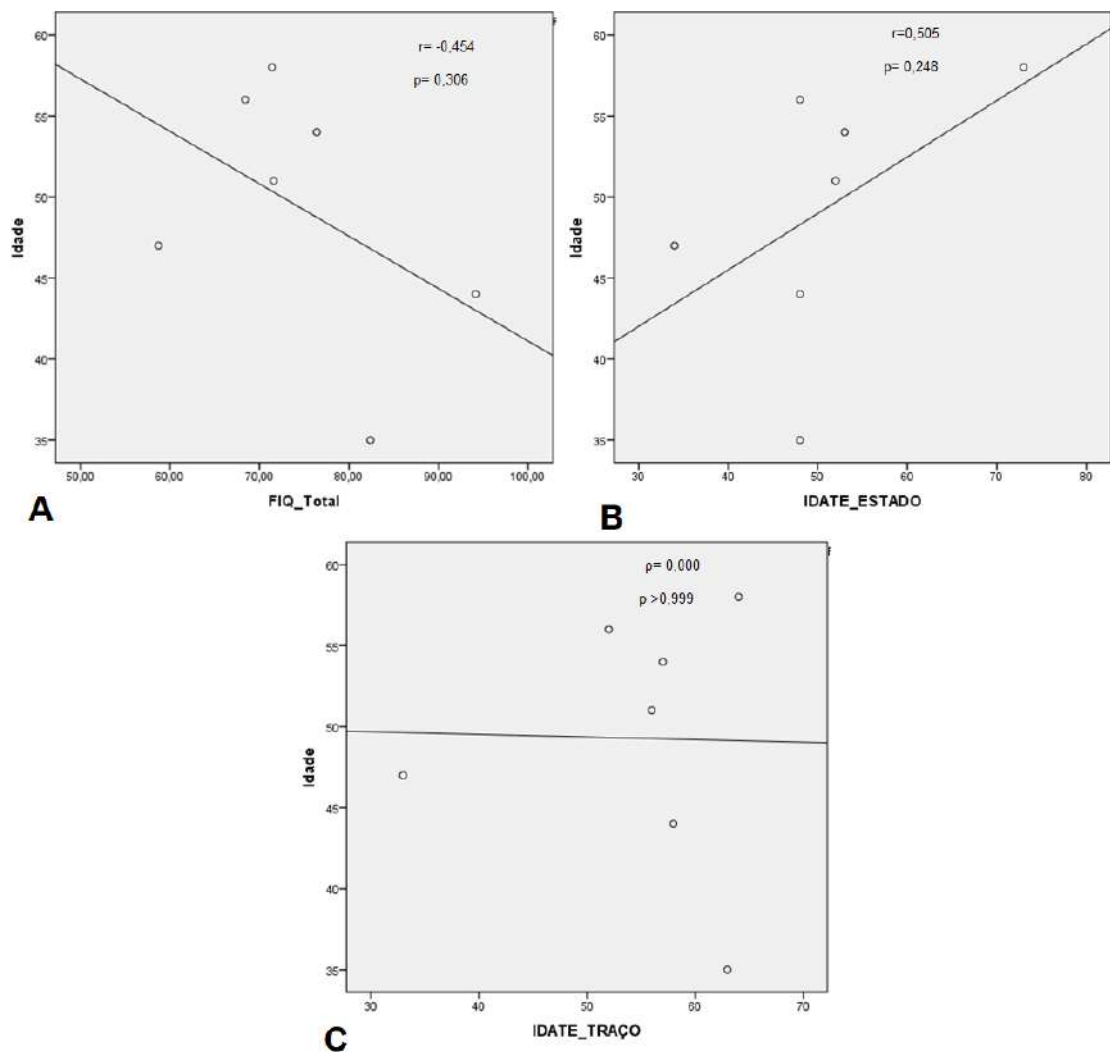 r= -0,454
p= 0,306
60
55
50
45
40
35
Idade
50,00 60,00 70,00 80,00 90,00 100,00
FIQ_Total
A
r=0,505
p= 0,248
60
55
50
45
40
35
Idade
30 40 50 60 70 80
IDATE_ESTADO
B
ρ= 0,000
p >0,999
60
55
50
45
40
35
Idade
30 40 50 60 70
IDATE_TRAÇO
C